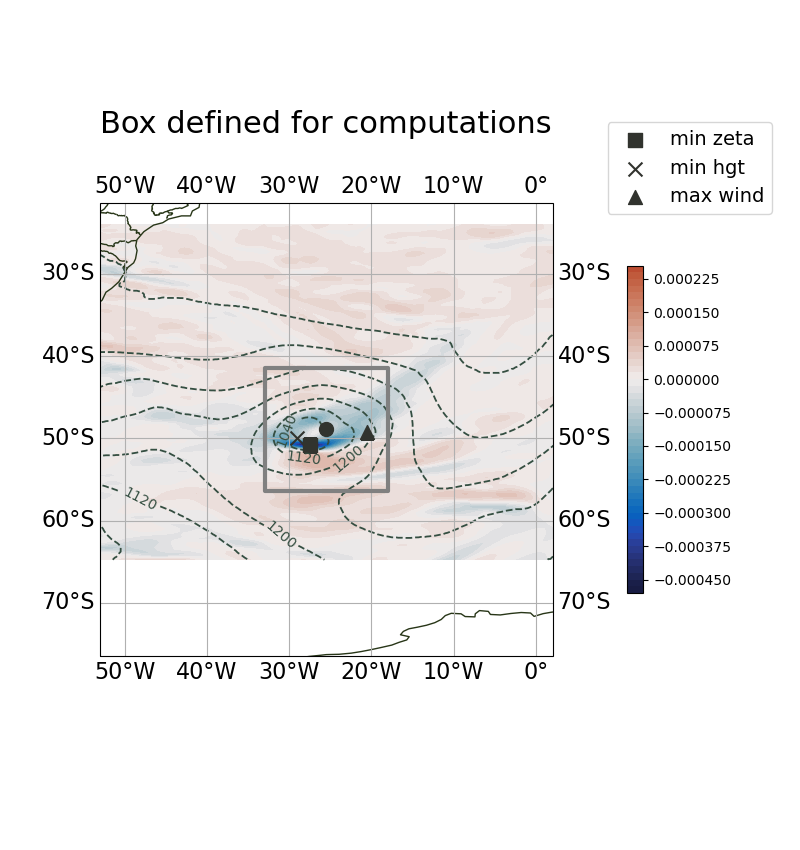 Box defined for computations
min zeta
min hgt
max wind
50°W 40°W 30°W 20°W 10°W 0°
30°S 30°S
40°S 40°S
50°S 50°S
60°S 60°S
70°S 70°S
50°W 40°W 30°W 20°W 10°W 0°
1040
1120
1200
1120
1200
0.000225
0.000150
0.000075
0.000000
−0.000075
−0.000150
−0.000225
−0.000300
−0.000375
−0.000450